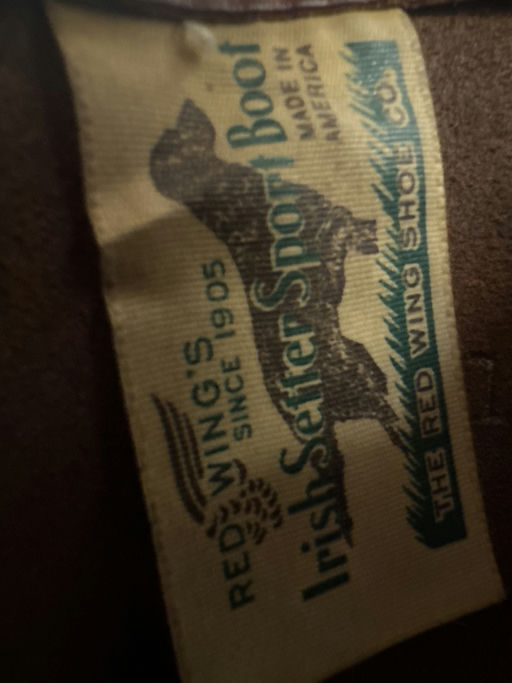 RED WING'S
SINCE 1905
Irish Setter Sport Boot
MADE IN
AMERICA
THE RED WING SHOE CO.